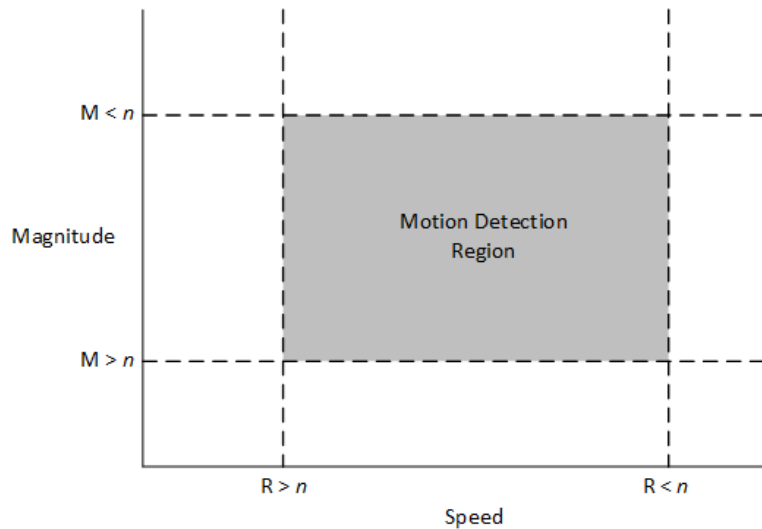 M < n
Motion Detection
Region
Magnitude
M > n
R > n
R < n
Speed